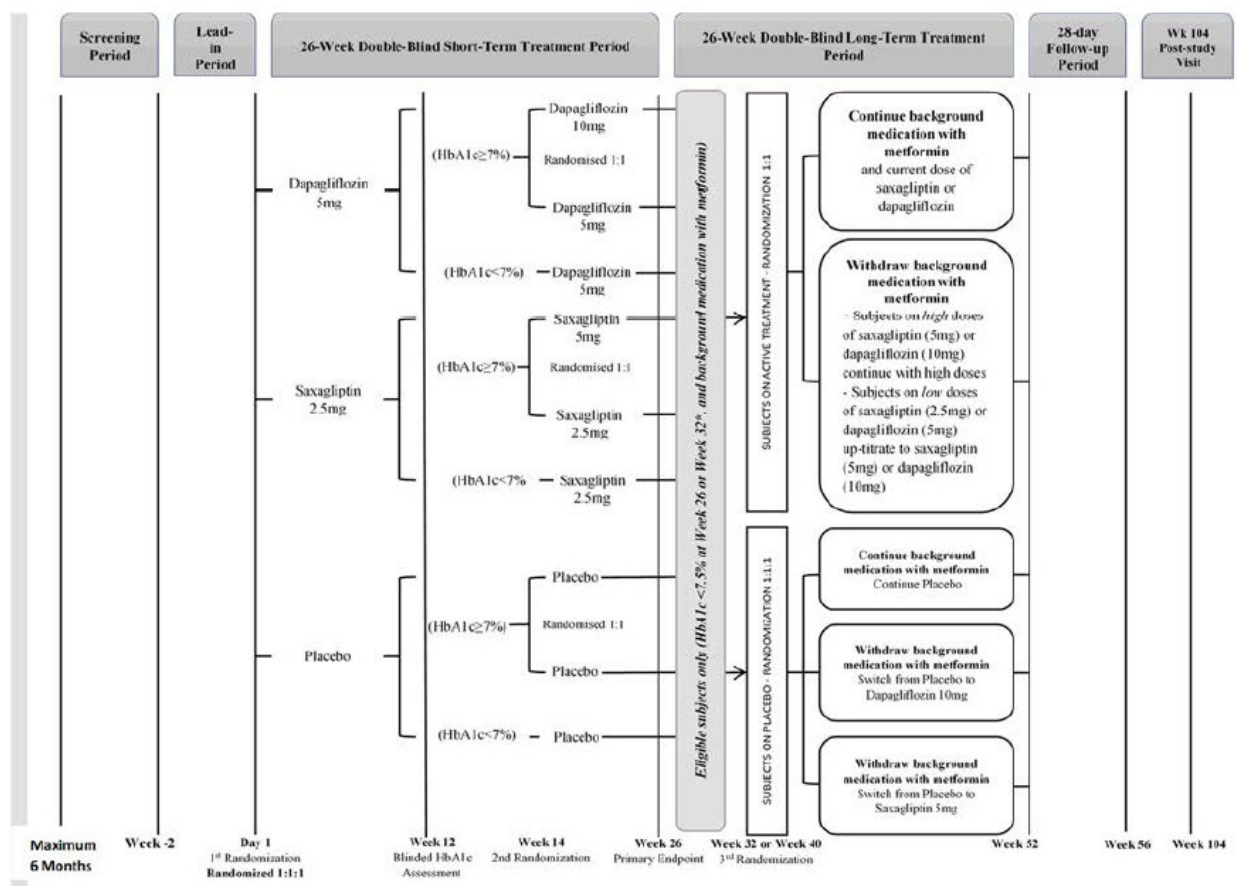 Screening
Period
Lead-
in
Period
26-Week Double-Blind Short-Term Treatment Period
26-Week Double-Blind Long-Term Treatment
Period
28-day
Follow-up
Period
Wk 104
Post-study
Visit
Dapagliflozin
5mg
(HbA1c≥7%)
Dapagliflozin
10mg
Randomised 1:1
Dapagliflozin
5mg
(HbA1c<7%)
Dapagliflozin
5mg
Saxagliptin
2.5mg
(HbA1c≥7%)
Saxagliptin
5mg
Randomised 1:1
Saxagliptin
2.5mg
(HbA1c<7%
Saxagliptin
2.5mg
Placebo
(HbA1c≥7%)
Placebo
Randomised 1:1
Placebo
(HbA1c<7%)
Placebo
Eligible subjects only (HbA1c <7.5% at Week 26 or Week 32*, and background medication with metformin)
SUBJECTS ON ACTIVE TREATMENT - RANDOMIZATION 1:1
Continue background
medication with
metformin
and current dose of
saxagliptin or
dapagliflozin
Withdraw background
medication with
metformin
- Subjects on high doses
of saxagliptin (5mg) or
dapagliflozin (10mg)
continue with high doses
- Subjects on low doses
of saxagliptin (2.5mg) or
dapagliflozin (5mg)
up-titrate to saxagliptin
(5mg) or dapagliflozin
(10mg)
SUBJECTS ON PLACEBO - RANDOMIZATION 1:1:1
Continue background
medication with metformin
Continue Placebo
Withdraw background
medication with metformin
Switch from Placebo to
Dapagliflozin 10mg
Withdraw background
medication with metformin
Switch from Placebo to
Saxagliptin 5mg
Maximum
6 Months
Week -2
Day 1
1st Randomization
Randomized 1:1:1
Week 12
Blinded HbA1c
Assessment
Week 14
2nd Randomization
Week 26
Primary Endpoint
Week 32 or Week 40
3rd Randomization
Week 52
Week 56
Week 104